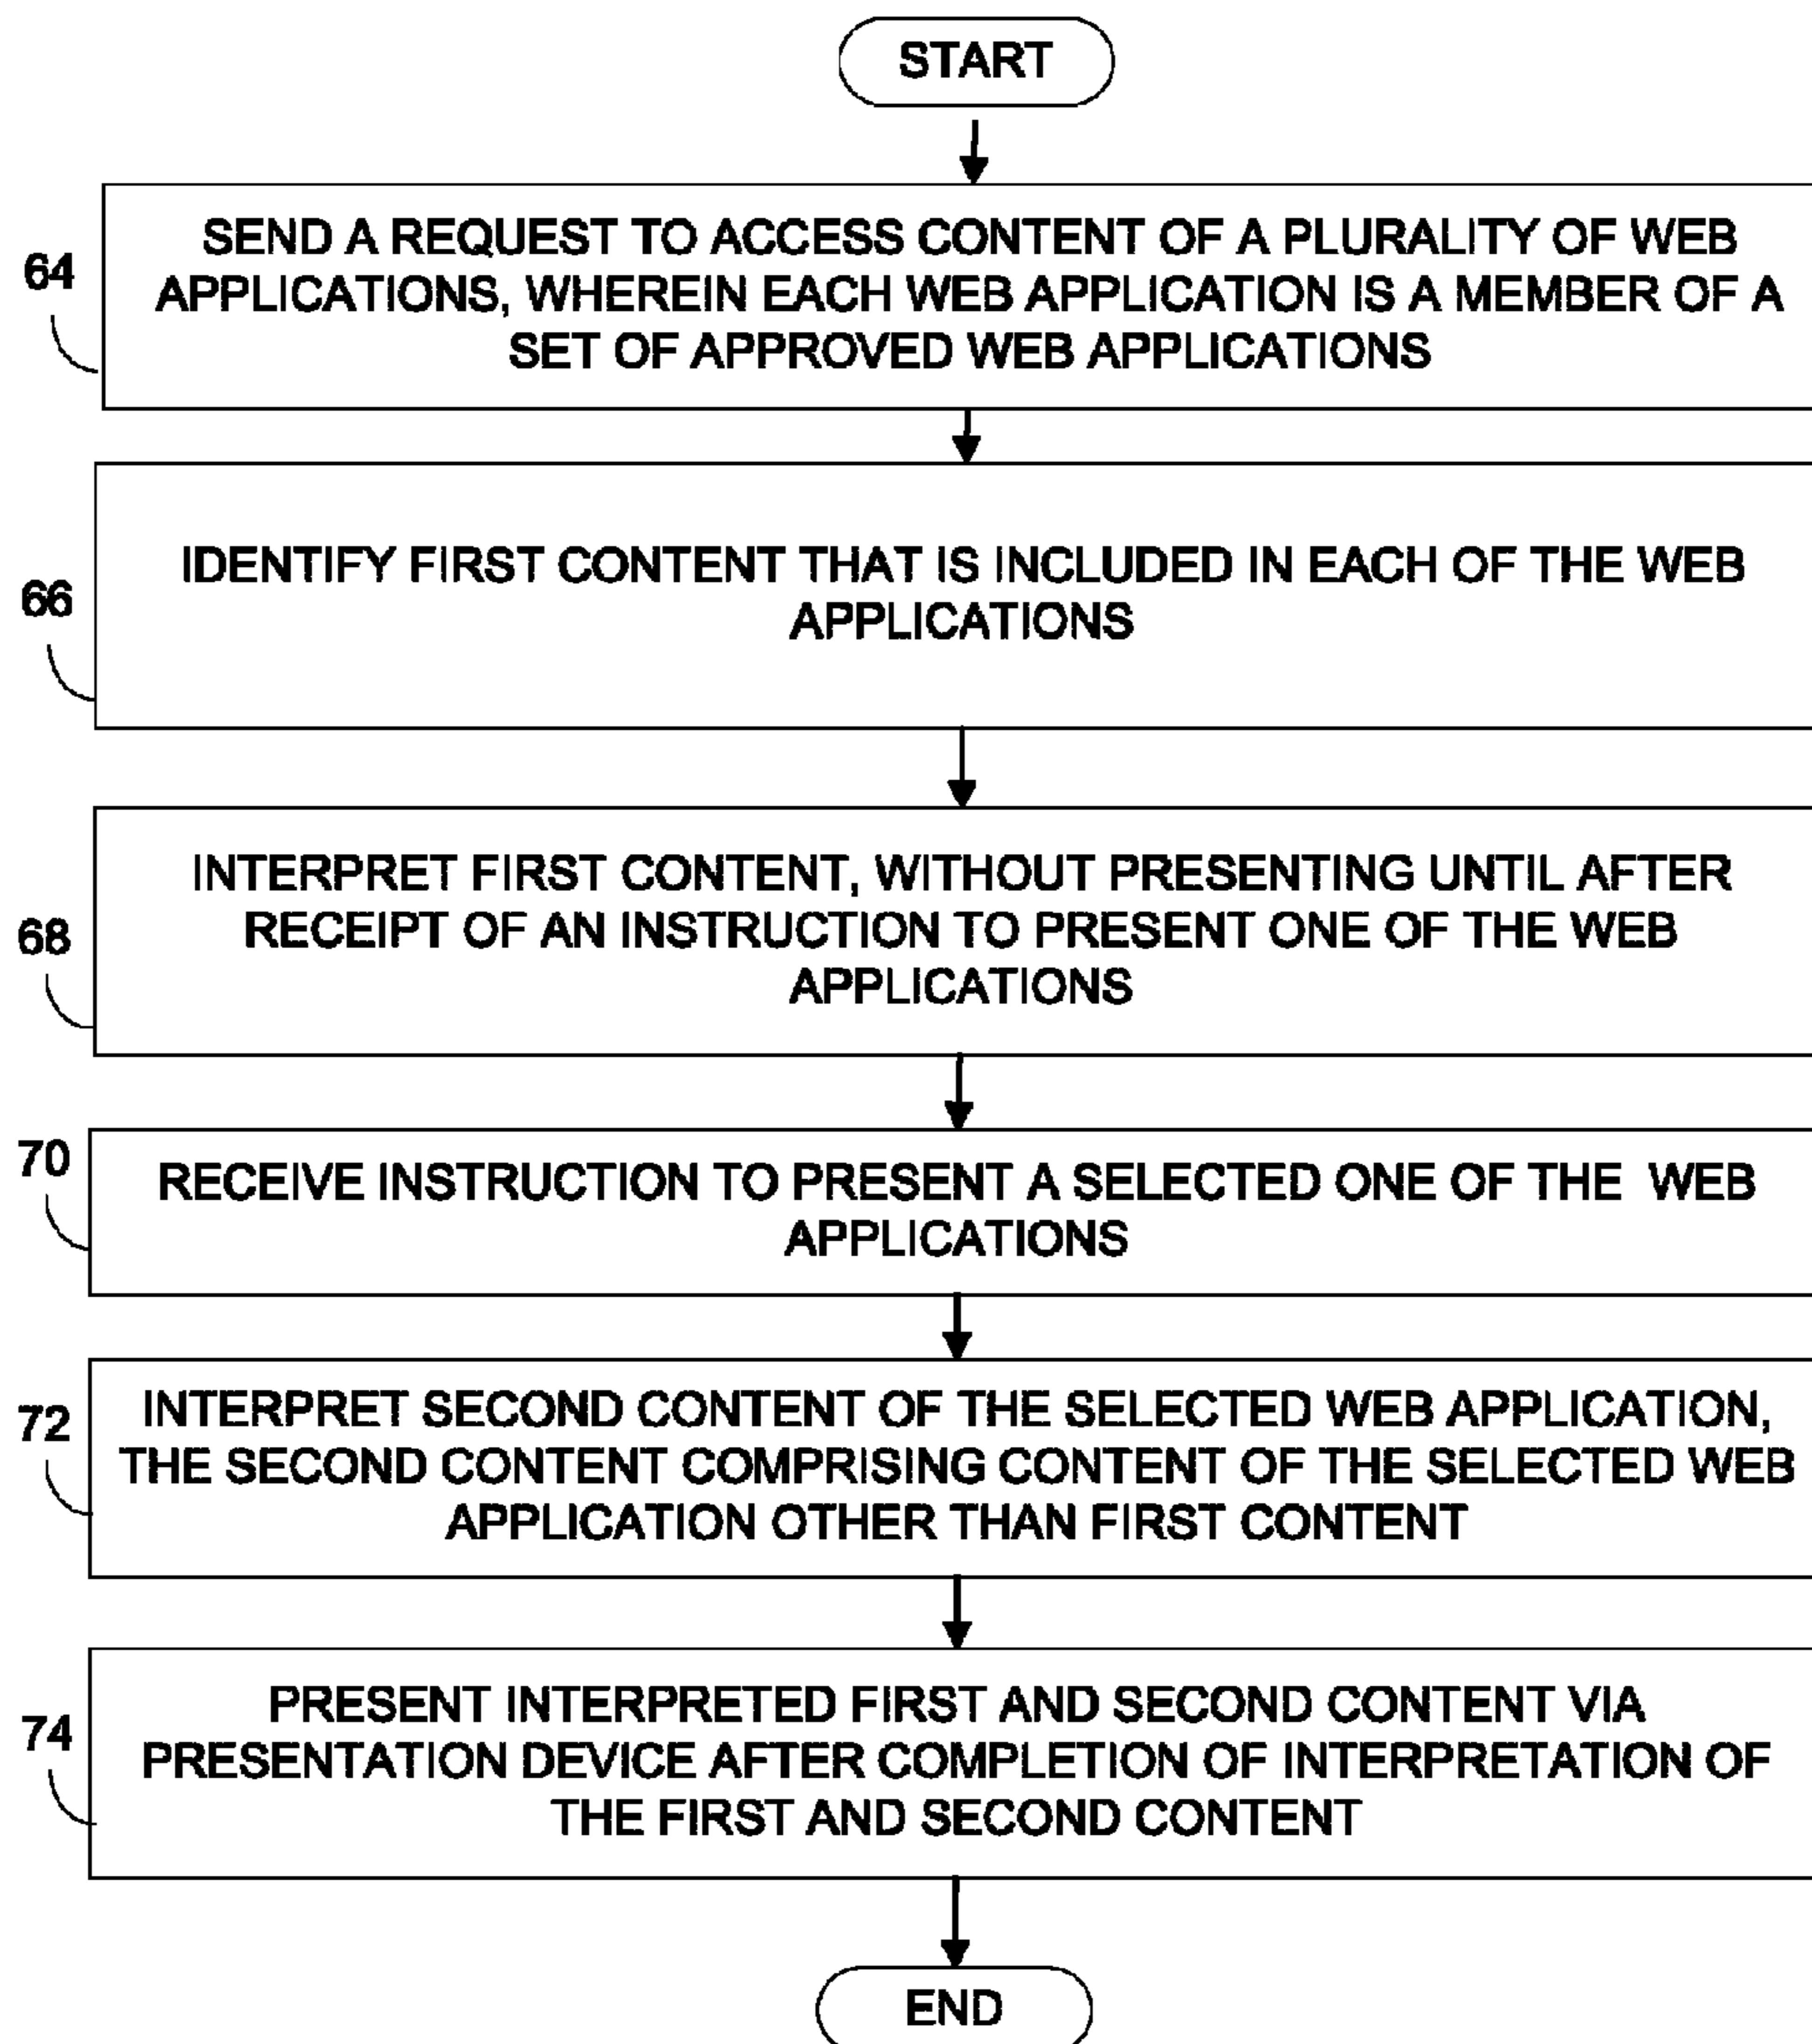 START
64
SEND A REQUEST TO ACCESS CONTENT OF A PLURALITY OF WEB
APPLICATIONS, WHEREIN EACH WEB APPLICATION IS A MEMBER OF A
SET OF APPROVED WEB APPLICATIONS
66
IDENTIFY FIRST CONTENT THAT IS INCLUDED IN EACH OF THE WEB
APPLICATIONS
68
INTERPRET FIRST CONTENT, WITHOUT PRESENTING UNTIL AFTER
RECEIPT OF AN INSTRUCTION TO PRESENT ONE OF THE WEB
APPLICATIONS
70
RECEIVE INSTRUCTION TO PRESENT A SELECTED ONE OF THE WEB
APPLICATIONS
72
INTERPRET SECOND CONTENT OF THE SELECTED WEB APPLICATION,
THE SECOND CONTENT COMPRISING CONTENT OF THE SELECTED WEB
APPLICATION OTHER THAN FIRST CONTENT
74
PRESENT INTERPRETED FIRST AND SECOND CONTENT VIA
PRESENTATION DEVICE AFTER COMPLETION OF INTERPRETATION OF
THE FIRST AND SECOND CONTENT
END